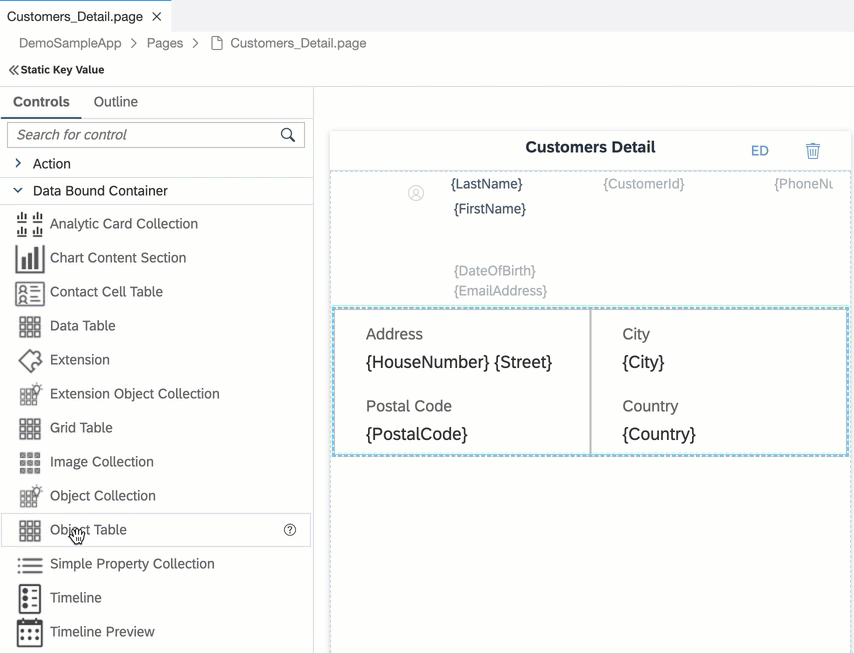 Customers_Detail.page
DemoSampleApp > Pages > Customers_Detail.page
Static Key Value
Controls Outline
Search for control
Action
Data Bound Container
Analytic Card Collection
Chart Content Section
Contact Cell Table
Data Table
Extension
Extension Object Collection
Grid Table
Image Collection
Object Collection
Object Table
Simple Property Collection
Timeline
Timeline Preview
Customers Detail ED
{LastName} {CustomerId} {PhoneNu
{FirstName}
{DateOfBirth}
{EmailAddress}
Address City
{HouseNumber} {Street} {City}
Postal Code Country
{PostalCode} {Country}